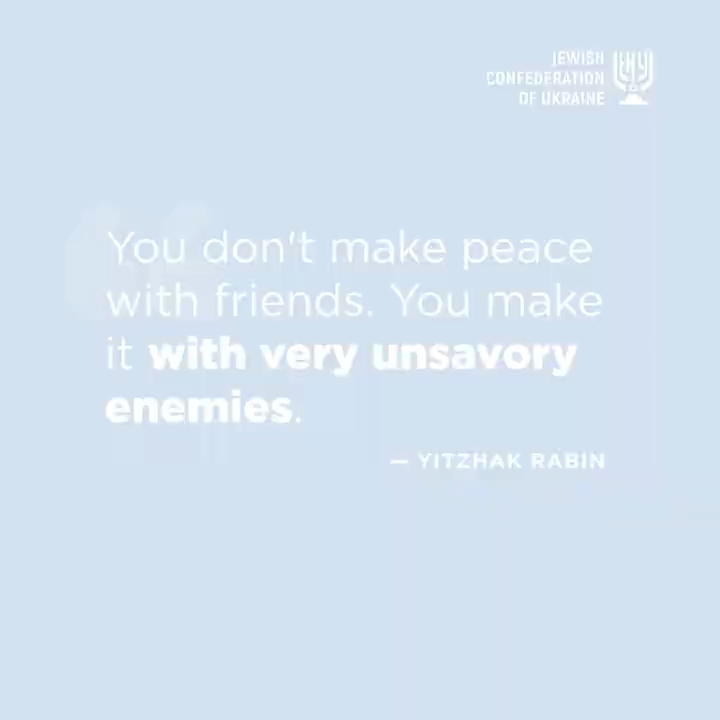 JEWISH
CONFEDERATION
OF UKRAINE
You don't make peace
with friends. You make
it with very unsavory
enemies.
— YITZHAK RABIN